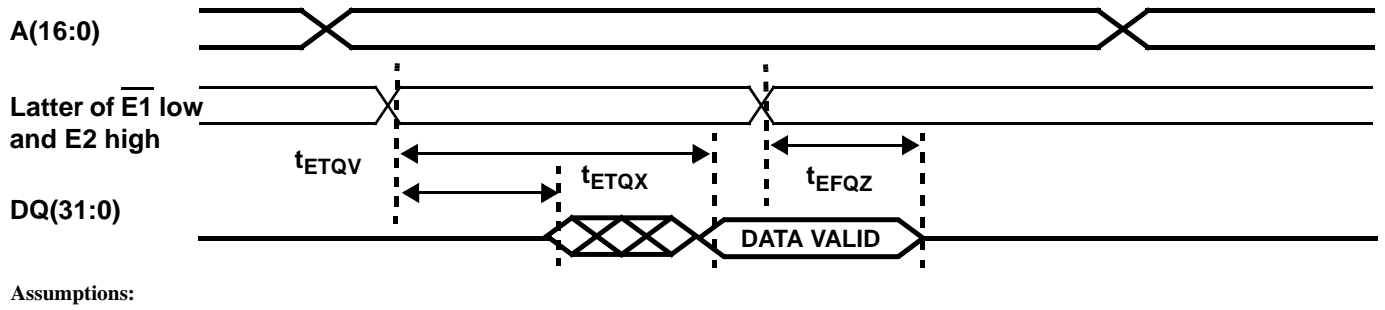 A(16:0)
Latter of E1 low
and E2 high
tETQV
tETQX
tEFQZ
DQ(31:0)
DATA VALID
Assumptions: